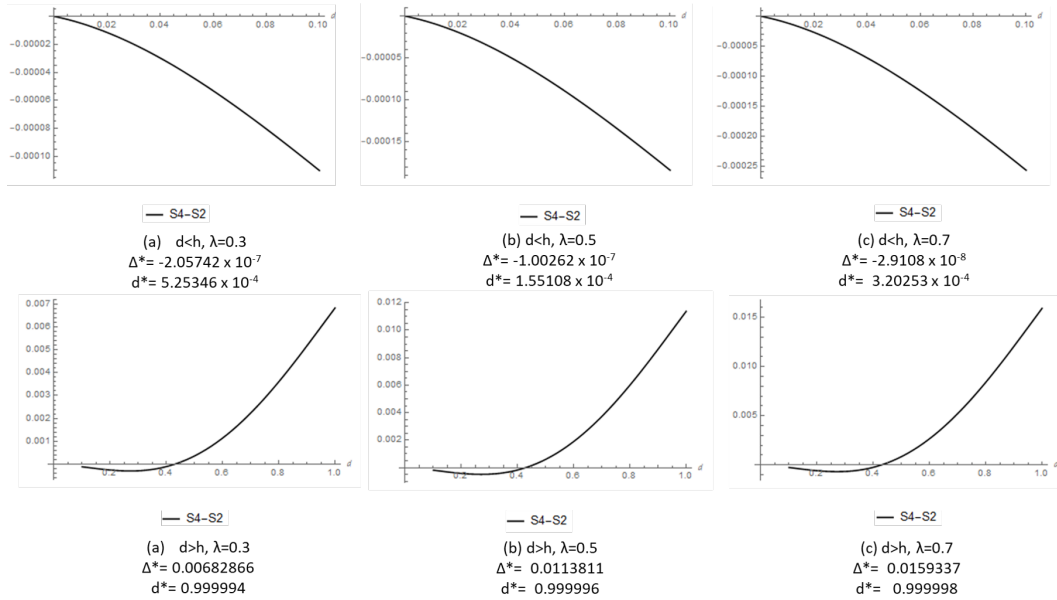 0.02 0.04 0.06 0.08 0.10 d
-0.00002
-0.00004
-0.00006
-0.00008
-0.00010
S4-S2
(a) d<h, λ=0.3
Δ*= -2.05742 x 10-7
d*= 5.25346 x 10-4
0.02 0.04 0.06 0.08 0.10 d
-0.00005
-0.00010
-0.00015
S4-S2
(b) d<h, λ=0.5
Δ*= -1.00262 x 10-7
d*= 1.55108 x 10-4
0.02 0.04 0.06 0.08 0.10 d
-0.00005
-0.00010
-0.00015
-0.00020
-0.00025
S4-S2
(c) d<h, λ=0.7
Δ*= -2.9108 x 10-8
d*= 3.20253 x 10-4
0.007
0.006
0.005
0.004
0.003
0.002
0.001
0.2 0.4 0.6 0.8 1.0 d
S4-S2
(a) d>h, λ=0.3
Δ*= 0.00682866
d*= 0.999994
0.012
0.010
0.008
0.006
0.004
0.002
0.2 0.4 0.6 0.8 1.0 d
S4-S2
(b) d>h, λ=0.5
Δ*= 0.0113811
d*= 0.999996
0.015
0.010
0.005
0.2 0.4 0.6 0.8 1.0 d
S4-S2
(c) d>h, λ=0.7
Δ*= 0.0159337
d*= 0.999998